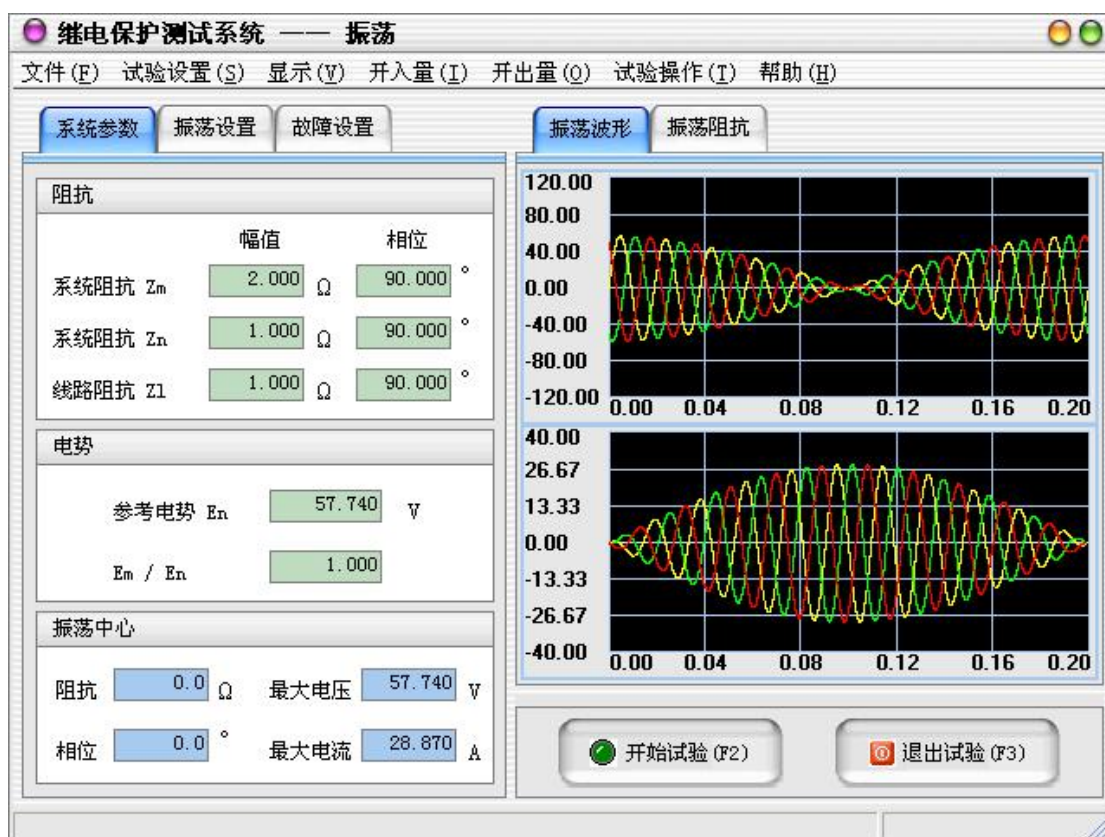 继电保护测试系统 —— 振荡
文件(F) 试验设置(S) 显示(V) 开入量(I) 开出量(O) 试验操作(T) 帮助(H)
系统参数 振荡设置 故障设置
阻抗
幅值 相位
系统阻抗 Zm 2.000 Ω 90.000 °
系统阻抗 Zn 1.000 Ω 90.000 °
线路阻抗 Zl 1.000 Ω 90.000 °
电势
参考电势 En 57.740 V
Em / En 1.000
振荡中心
阻抗 0.0 Ω 最大电压 57.740 V
相位 0.0 ° 最大电流 28.870 A
振荡波形 振荡阻抗
120.00
80.00
40.00
0.00
-40.00
-80.00
-120.00
0.00 0.04 0.08 0.12 0.16 0.20
40.00
26.67
13.33
0.00
-13.33
-26.67
-40.00
0.00 0.04 0.08 0.12 0.16 0.20
开始试验(F2) 退出试验(F3)